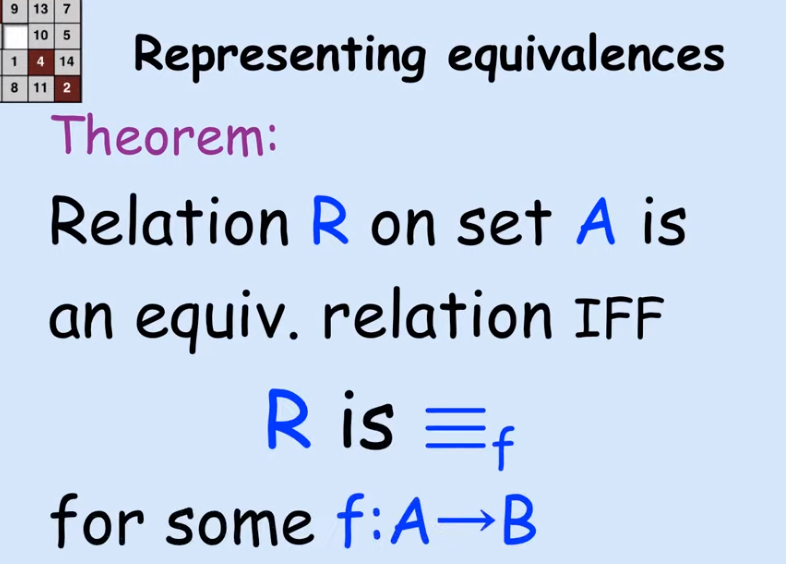 9 13 7
10 5
1 4 14
8 11 2
Representing equivalences
Theorem:
Relation R on set A is
an equiv. relation IFF
R is ≡f
for some f:A→B